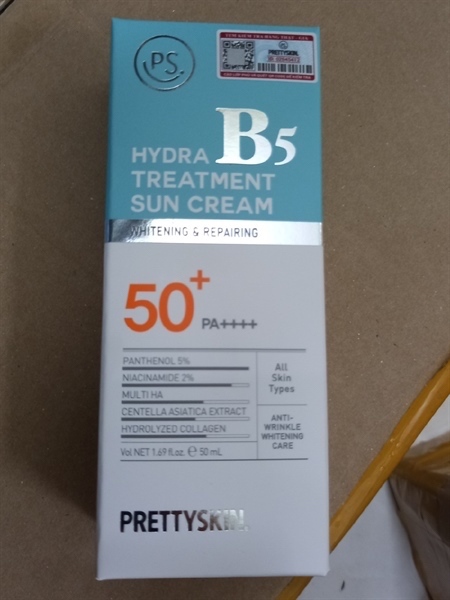 PS.
PRETTYSKIN
HYDRA B5
TREATMENT
SUN CREAM
WHITENING & REPAIRING
50+ PA++++
PANTHENOL 5%
NIACINAMIDE 2%
MULTI HA
CENTELLA ASIATICA EXTRACT
HYDROLYZED COLLAGEN
All
Skin
Types
ANTI-
WRINKLE
WHITENING
CARE
Vol NET 1.69 fl.oz. ℮ 50 mL
PRETTYSKIN.